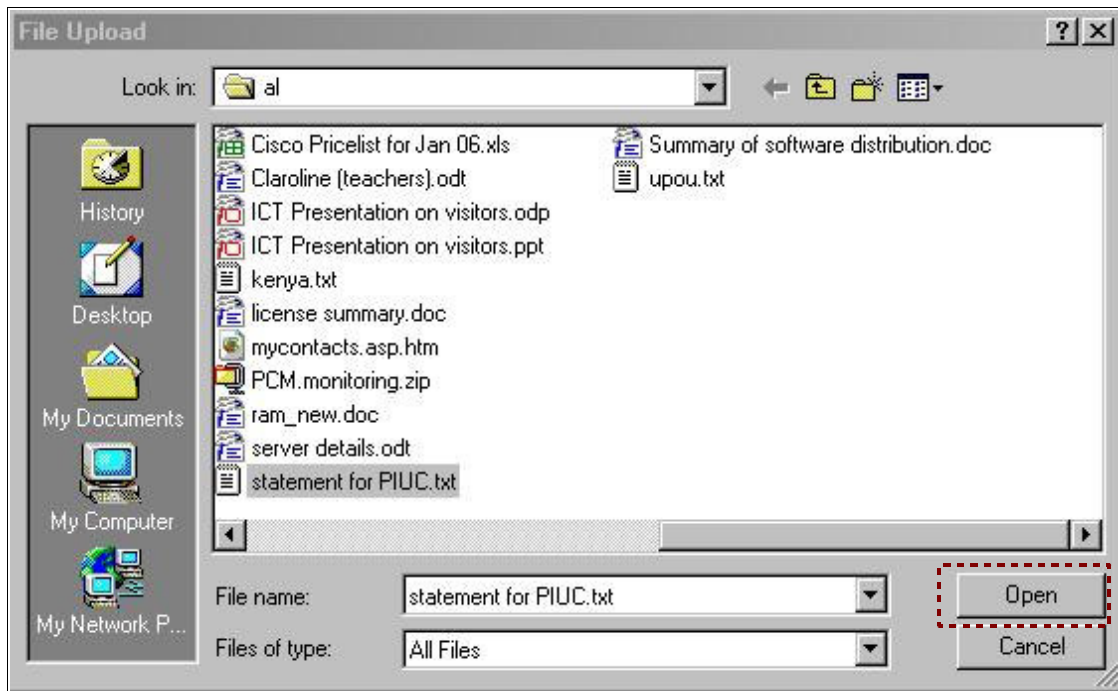 File Upload
Look in: al
History
Desktop
My Documents
My Computer
My Network P...
Cisco Pricelist for Jan 06.xls
Claroline (teachers).odt
ICT Presentation on visitors.odp
ICT Presentation on visitors.ppt
kenya.txt
license summary.doc
mycontacts.asp.htm
PCM.monitoring.zip
ram_new.doc
server details.odt
statement for PIUC.txt
Summary of software distribution.doc
upou.txt
File name: statement for PIUC.txt Open
Files of type: All Files Cancel